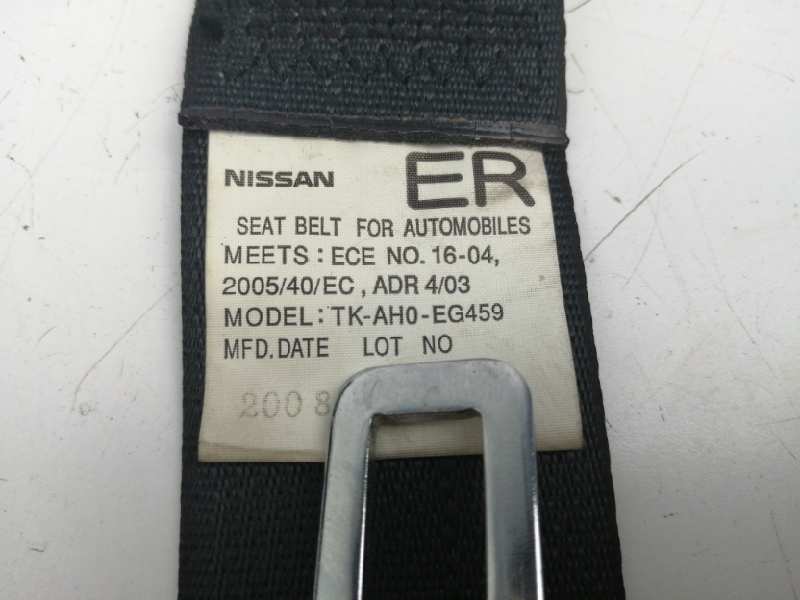 NISSAN ER
SEAT BELT FOR AUTOMOBILES
MEETS: ECE NO. 16-04,
2005/40/EC, ADR 4/03
MODEL: TK-AH0-EG459
MFD. DATE LOT NO
2008